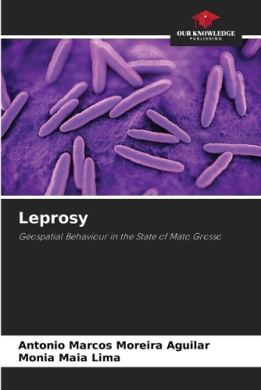 OUR KNOWLEDGE
PUBLISHING
Leprosy
Geospatial Behaviour in the State of Mato Grosso
Antonio Marcos Moreira Aguilar
Monia Maia Lima